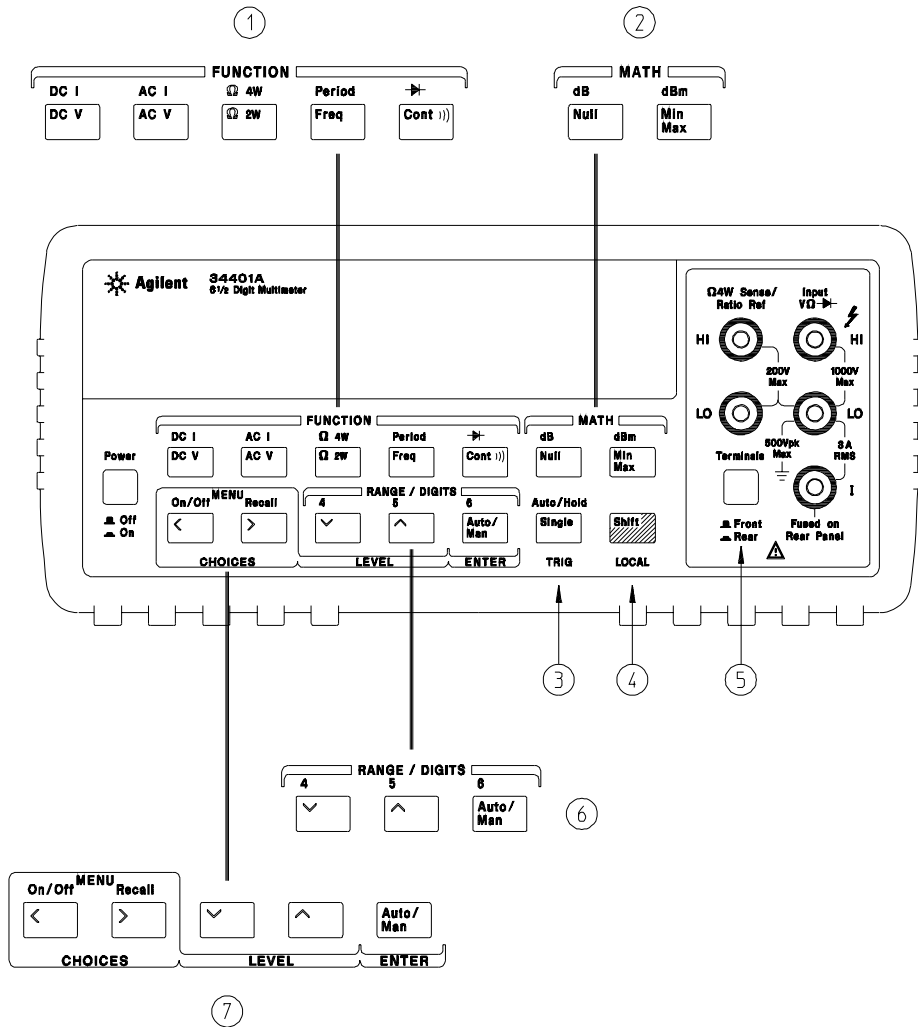 1
2
FUNCTION
MATH
DC I AC I Ω 4W Period
dB dBm
DC V AC V Ω 2W Freq Cont )))
Null Min Max
Agilent 34401A
6½ Digit Multimeter
Ω4W Sense/ Ratio Ref
Input VΩ
HI HI
200V Max
1000V Max
LO LO
500Vpk Max
3A RMS
Terminals
I
Front
Rear
Fused on Rear Panel
FUNCTION
MATH
DC I AC I Ω 4W Period
dB dBm
Power
DC V AC V Ω 2W Freq Cont )))
Null Min Max
Off
On
MENU
On/Off Recall
RANGE / DIGITS
4 5 6
Auto/Hold
< >
Auto/ Man
Single
Shift
CHOICES LEVEL ENTER
TRIG LOCAL
3
4
5
RANGE / DIGITS
4 5 6
Auto/ Man
6
MENU
On/Off Recall
< >
Auto/ Man
CHOICES LEVEL ENTER
7